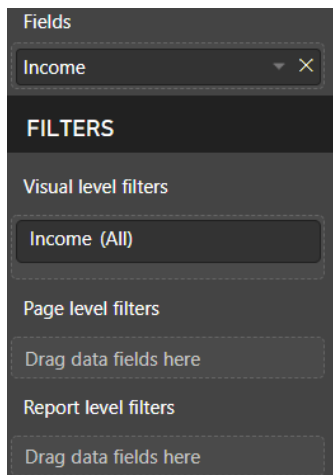 Fields
Income
FILTERS
Visual level filters
Income (All)
Page level filters
Drag data fields here
Report level filters
Drag data fields here